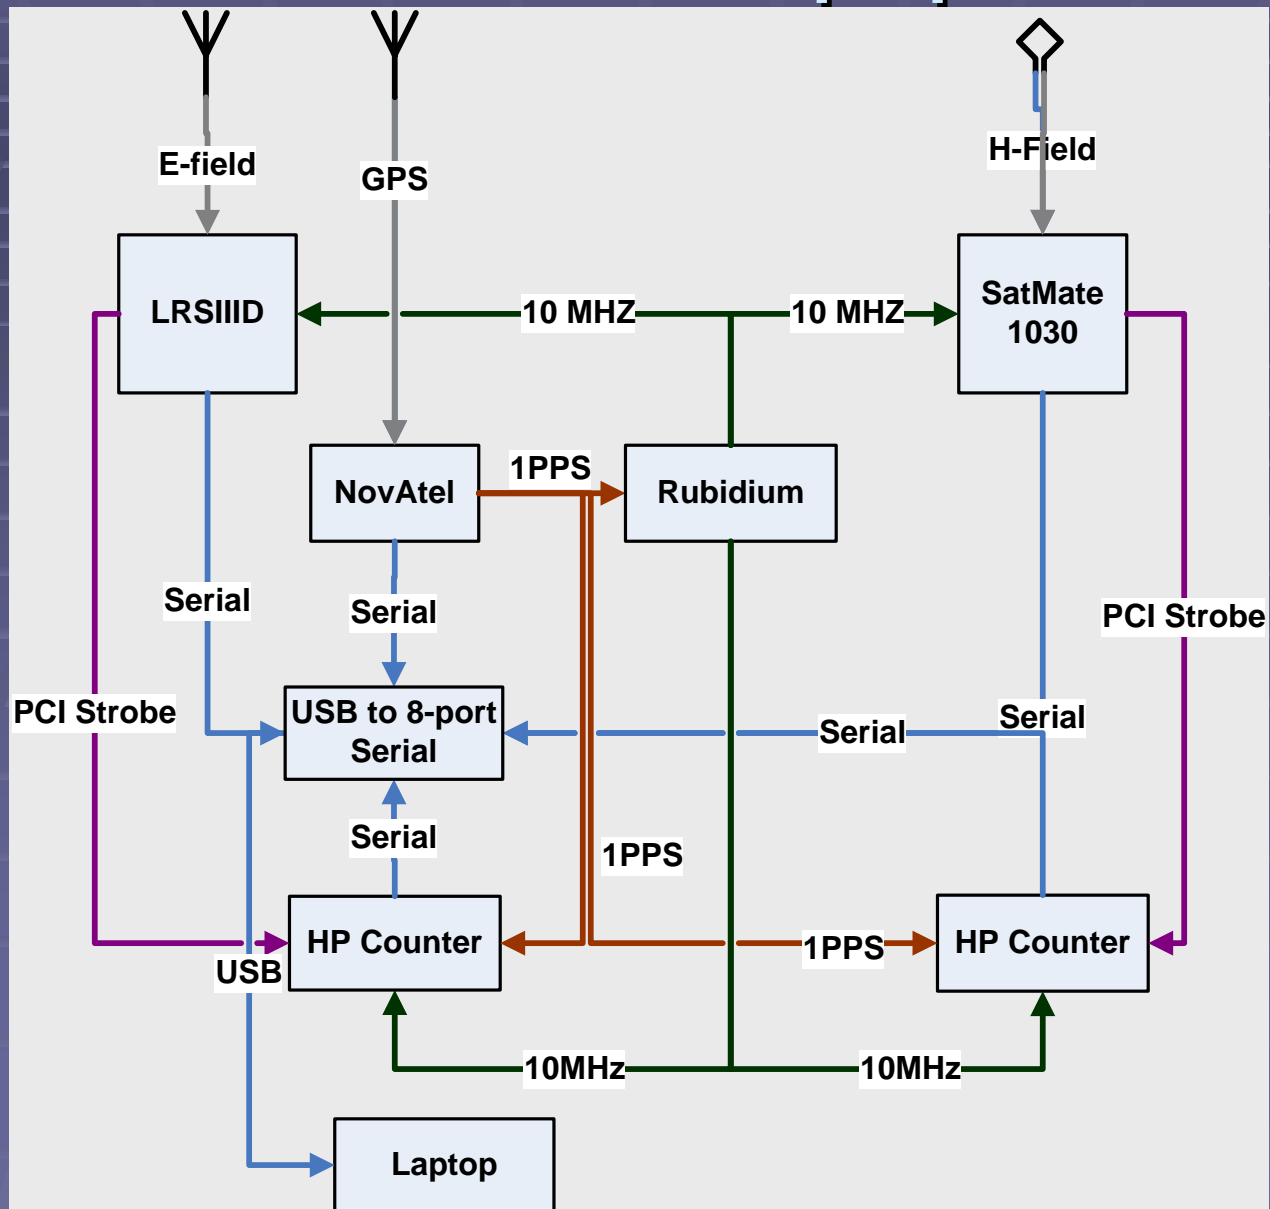 E-field
GPS
H-Field
LRSIIID
10 MHZ
10 MHZ
SatMate
1030
1PPS
NovAtel
Rubidium
Serial
Serial
PCI Strobe
PCI Strobe
USB to 8-port
Serial
Serial
Serial
Serial
1PPS
HP Counter
1PPS
HP Counter
USB
10MHz
10MHz
Laptop